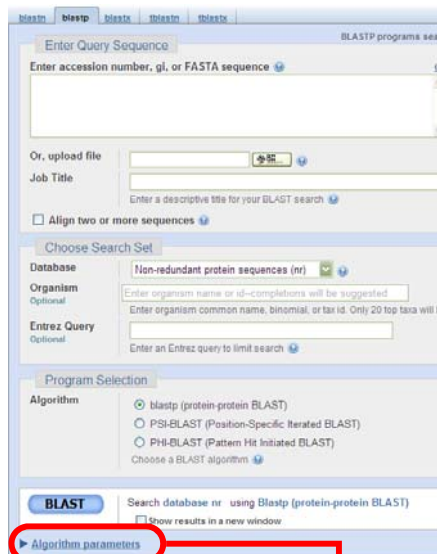 blastn blastp blastx tblastn tblastx
BLASTP programs sea
Enter Query Sequence
Enter accession number, gi, or FASTA sequence
Or, upload file 参照...
Job Title
Enter a descriptive title for your BLAST search
Align two or more sequences
Choose Search Set
Database Non-redundant protein sequences (nr)
Organism Enter organism name or id--completions will be suggested
Optional
Enter organism common name, binomial, or tax id. Only 20 top taxa will
Entrez Query
Optional
Enter an Entrez query to limit search
Program Selection
Algorithm blastp (protein-protein BLAST)
PSI-BLAST (Position-Specific Iterated BLAST)
PHI-BLAST (Pattern Hit Initiated BLAST)
Choose a BLAST algorithm
BLAST Search database nr using Blastp (protein-protein BLAST)
Show results in a new window
Algorithm parameters